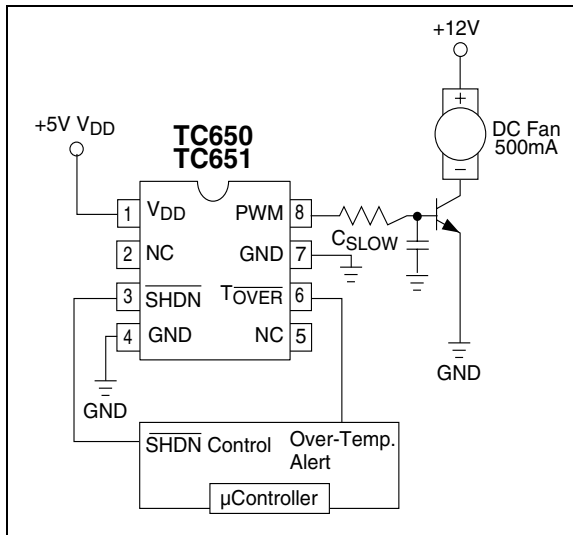 +12V
+
DC Fan
500mA
−
+5V VDD
TC650
TC651
1 VDD
PWM 8
2 NC
GND 7
3 SHDN
TOVER 6
4 GND
NC 5
CSLOW
GND
GND
SHDN Control
Over-Temp.
Alert
µController